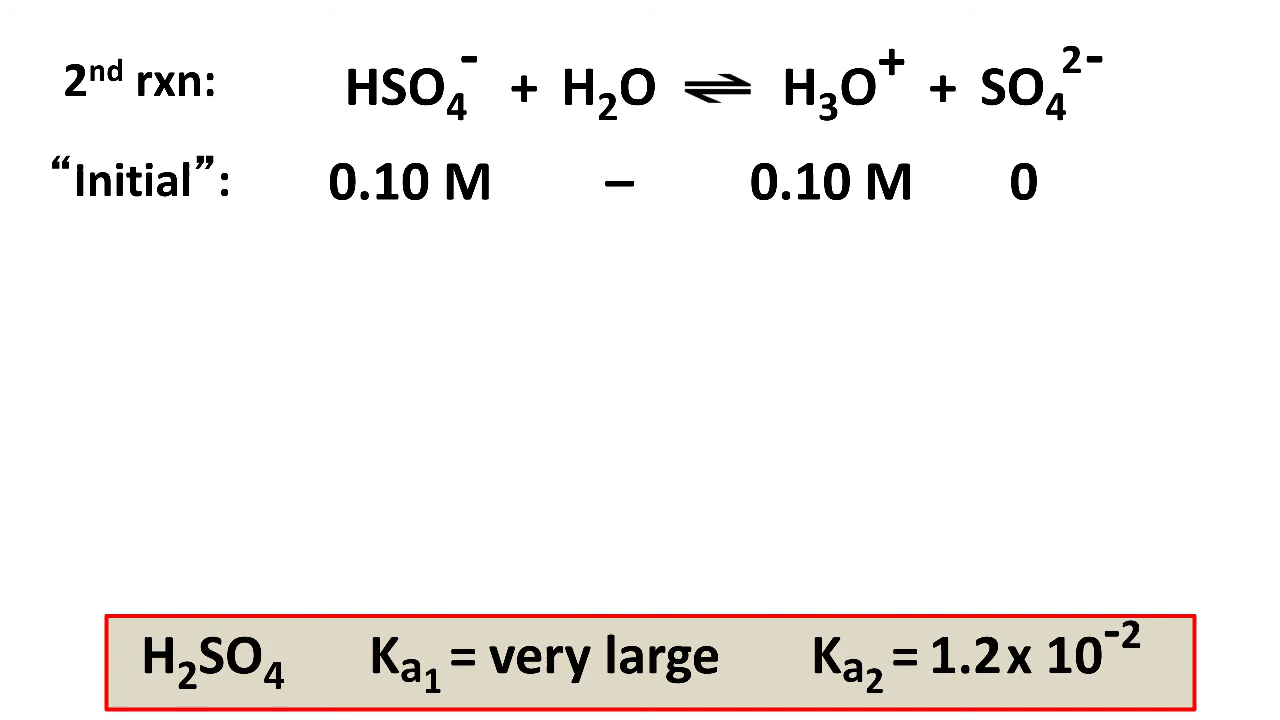 2ⁿᵈ rxn: HSO₄⁻ + H₂O ⇌ H₃O⁺ + SO₄²⁻
“Initial”: 0.10 M – 0.10 M 0
H₂SO₄ Kₐ₁ = very large Kₐ₂ = 1.2 x 10⁻²